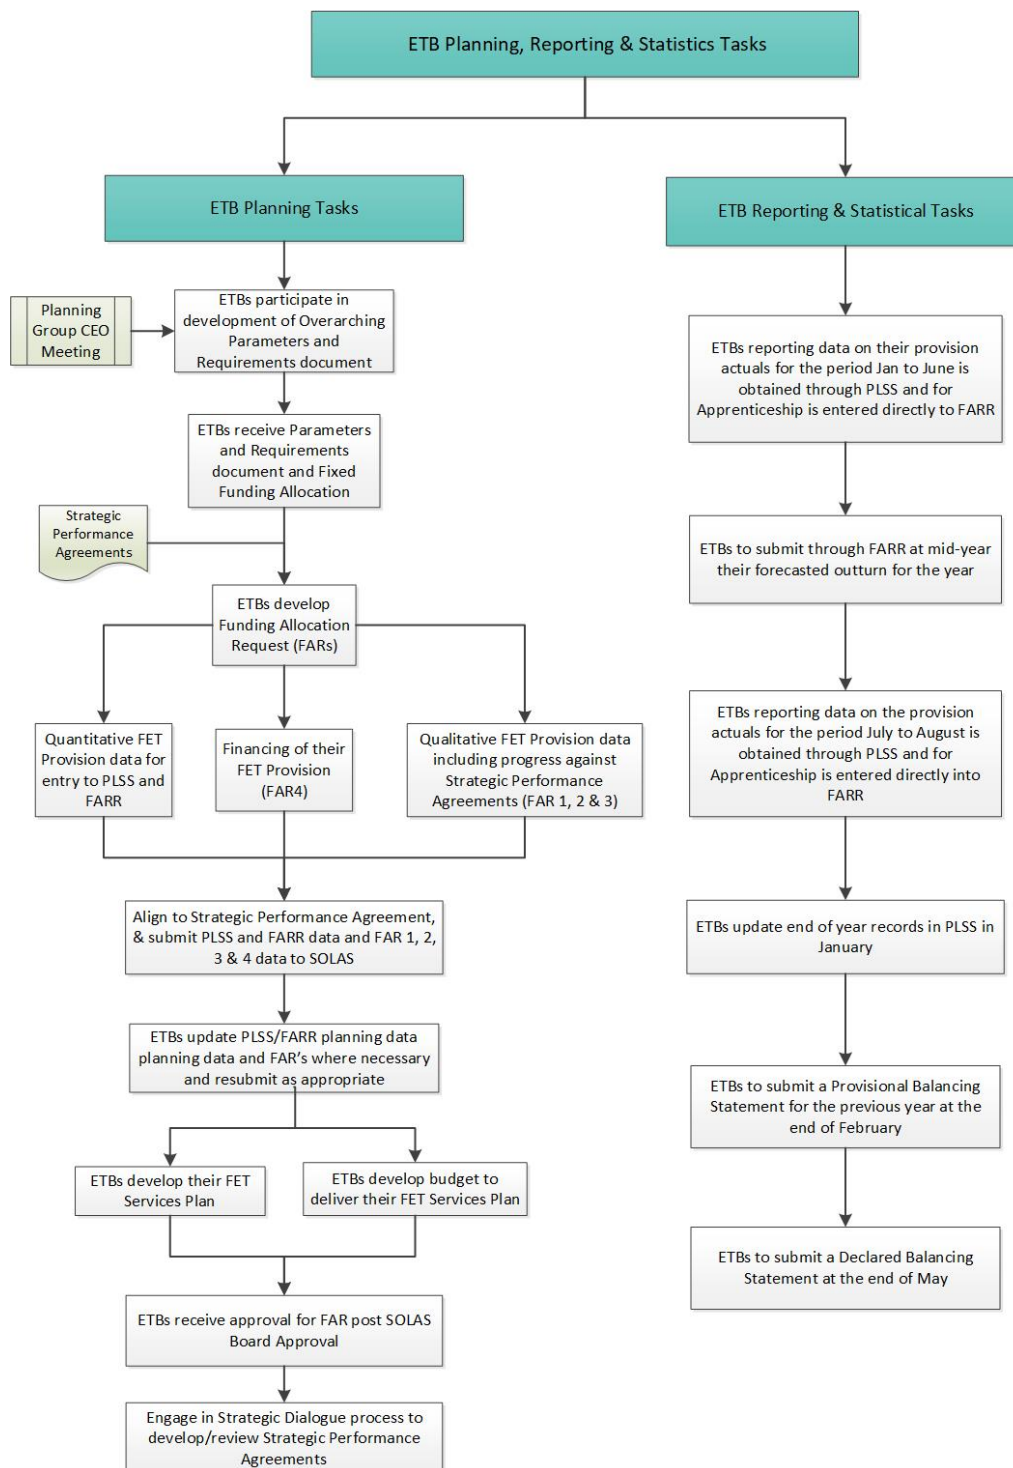 ETB Planning, Reporting & Statistics Tasks
ETB Planning Tasks
Planning
Group CEO
Meeting
ETBs participate in
development of Overarching
Parameters and
Requirements document
ETBs receive Parameters
and Requirements
document and Fixed
Funding Allocation
Strategic
Performance
Agreements
ETBs develop
Funding Allocation
Request (FARs)
Quantitative FET
Provision data for
entry to PLSS and
FARR
Financing of their
FET Provision
(FAR4)
Qualitative FET Provision data
including progress against
Strategic Performance
Agreements (FAR 1, 2 & 3)
Align to Strategic Performance Agreement,
& submit PLSS and FARR data and FAR 1, 2,
3 & 4 data to SOLAS
ETBs update PLSS/FARR planning data
planning data and FAR's where necessary
and resubmit as appropriate
ETBs develop their FET
Services Plan
ETBs develop budget to
deliver their FET Services Plan
ETBs receive approval for FAR post SOLAS
Board Approval
Engage in Strategic Dialogue process to
develop/review Strategic Performance
Agreements
ETB Reporting & Statistical Tasks
ETBs reporting data on their provision
actuals for the period Jan to June is
obtained through PLSS and for
Apprenticeship is entered directly to FARR
ETBs to submit through FARR at mid-year
their forecasted outturn for the year
ETBs reporting data on the provision
actuals for the period July to August is
obtained through PLSS and for
Apprenticeship is entered directly into
FARR
ETBs update end of year records in PLSS in
January
ETBs to submit a Provisional Balancing
Statement for the previous year at the
end of February
ETBs to submit a Declared Balancing
Statement at the end of May